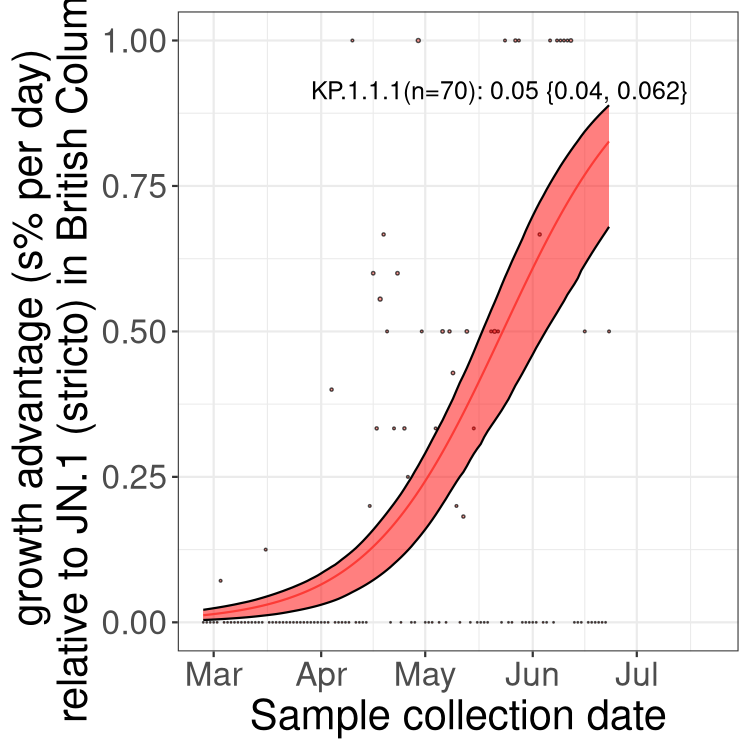 growth advantage (s% per day)
relative to JN.1 (stricto) in British Colum
1.00
0.75
0.50
0.25
0.00
KP.1.1.1(n=70): 0.05 {0.04, 0.062}
Mar Apr May Jun Jul
Sample collection date